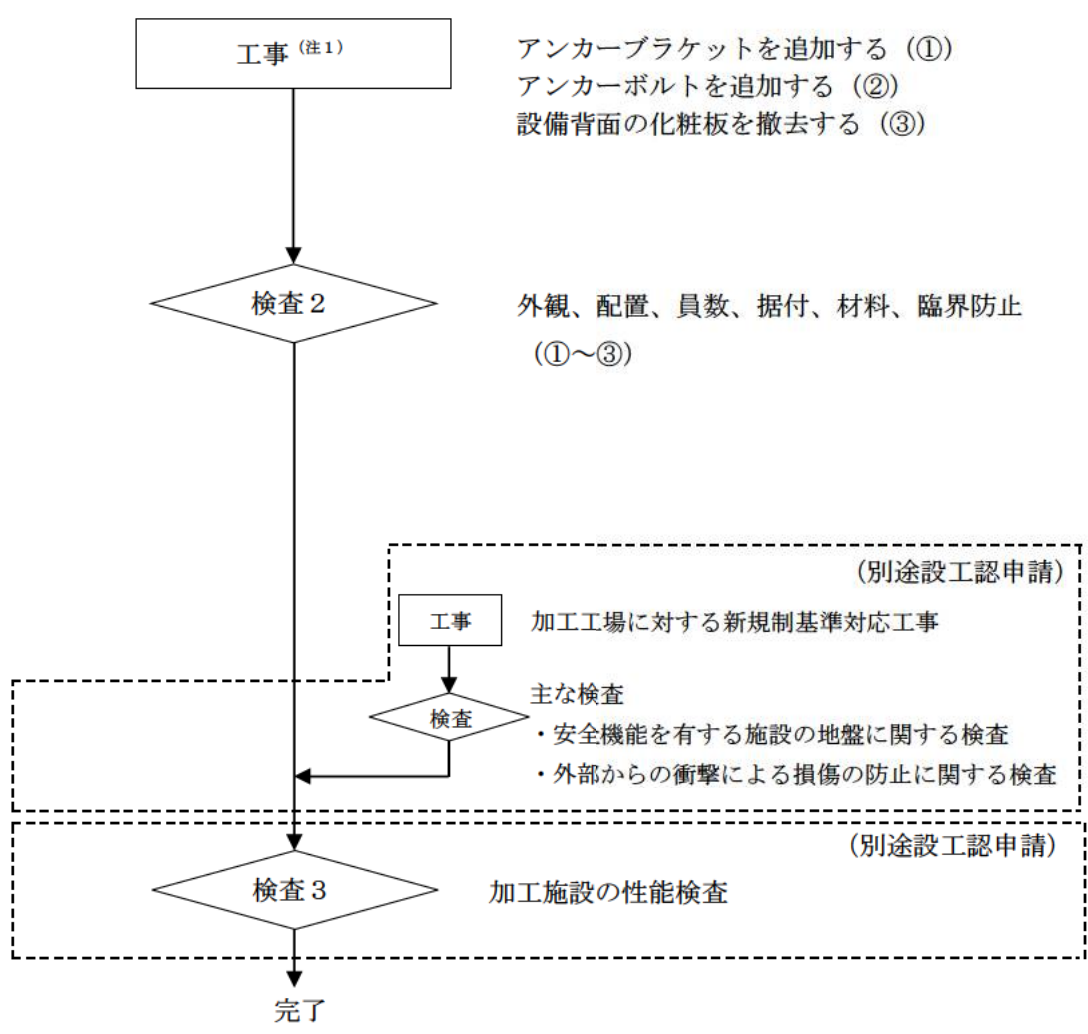 工事（注１）
アンカーブラケットを追加する（①）
アンカーボルトを追加する（②）
設備背面の化粧板を撤去する（③）
検査２
外観、配置、員数、据付、材料、臨界防止
（①～③）
（別途設工認申請）
工事
加工工場に対する新規制基準対応工事
検査
主な検査
・安全機能を有する施設の地盤に関する検査
・外部からの衝撃による損傷の防止に関する検査
（別途設工認申請）
検査３
加工施設の性能検査
完了